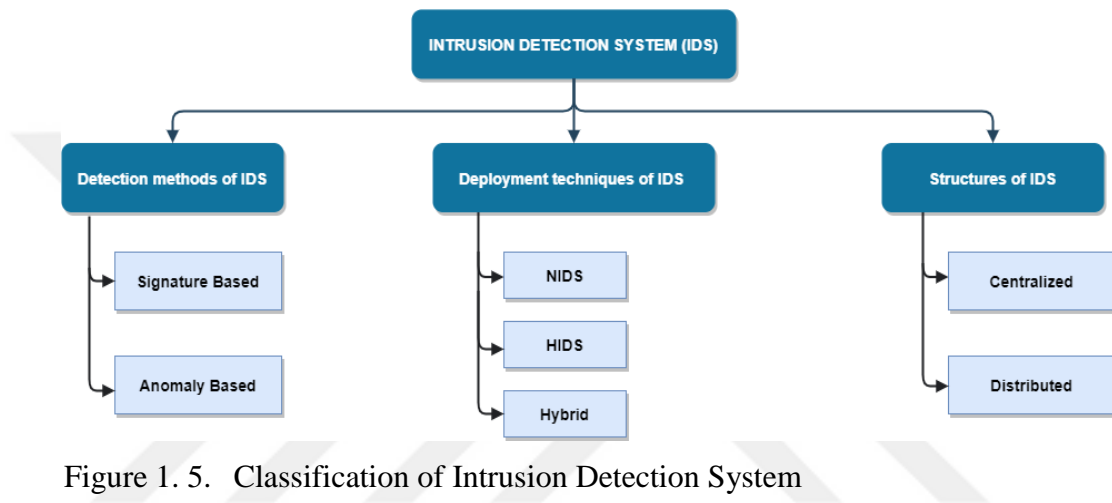 INTRUSION DETECTION SYSTEM (IDS)
Detection methods of IDS
Signature Based
Anomaly Based
Deployment techniques of IDS
NIDS
HIDS
Hybrid
Structures of IDS
Centralized
Distributed
Figure 1. 5. Classification of Intrusion Detection System